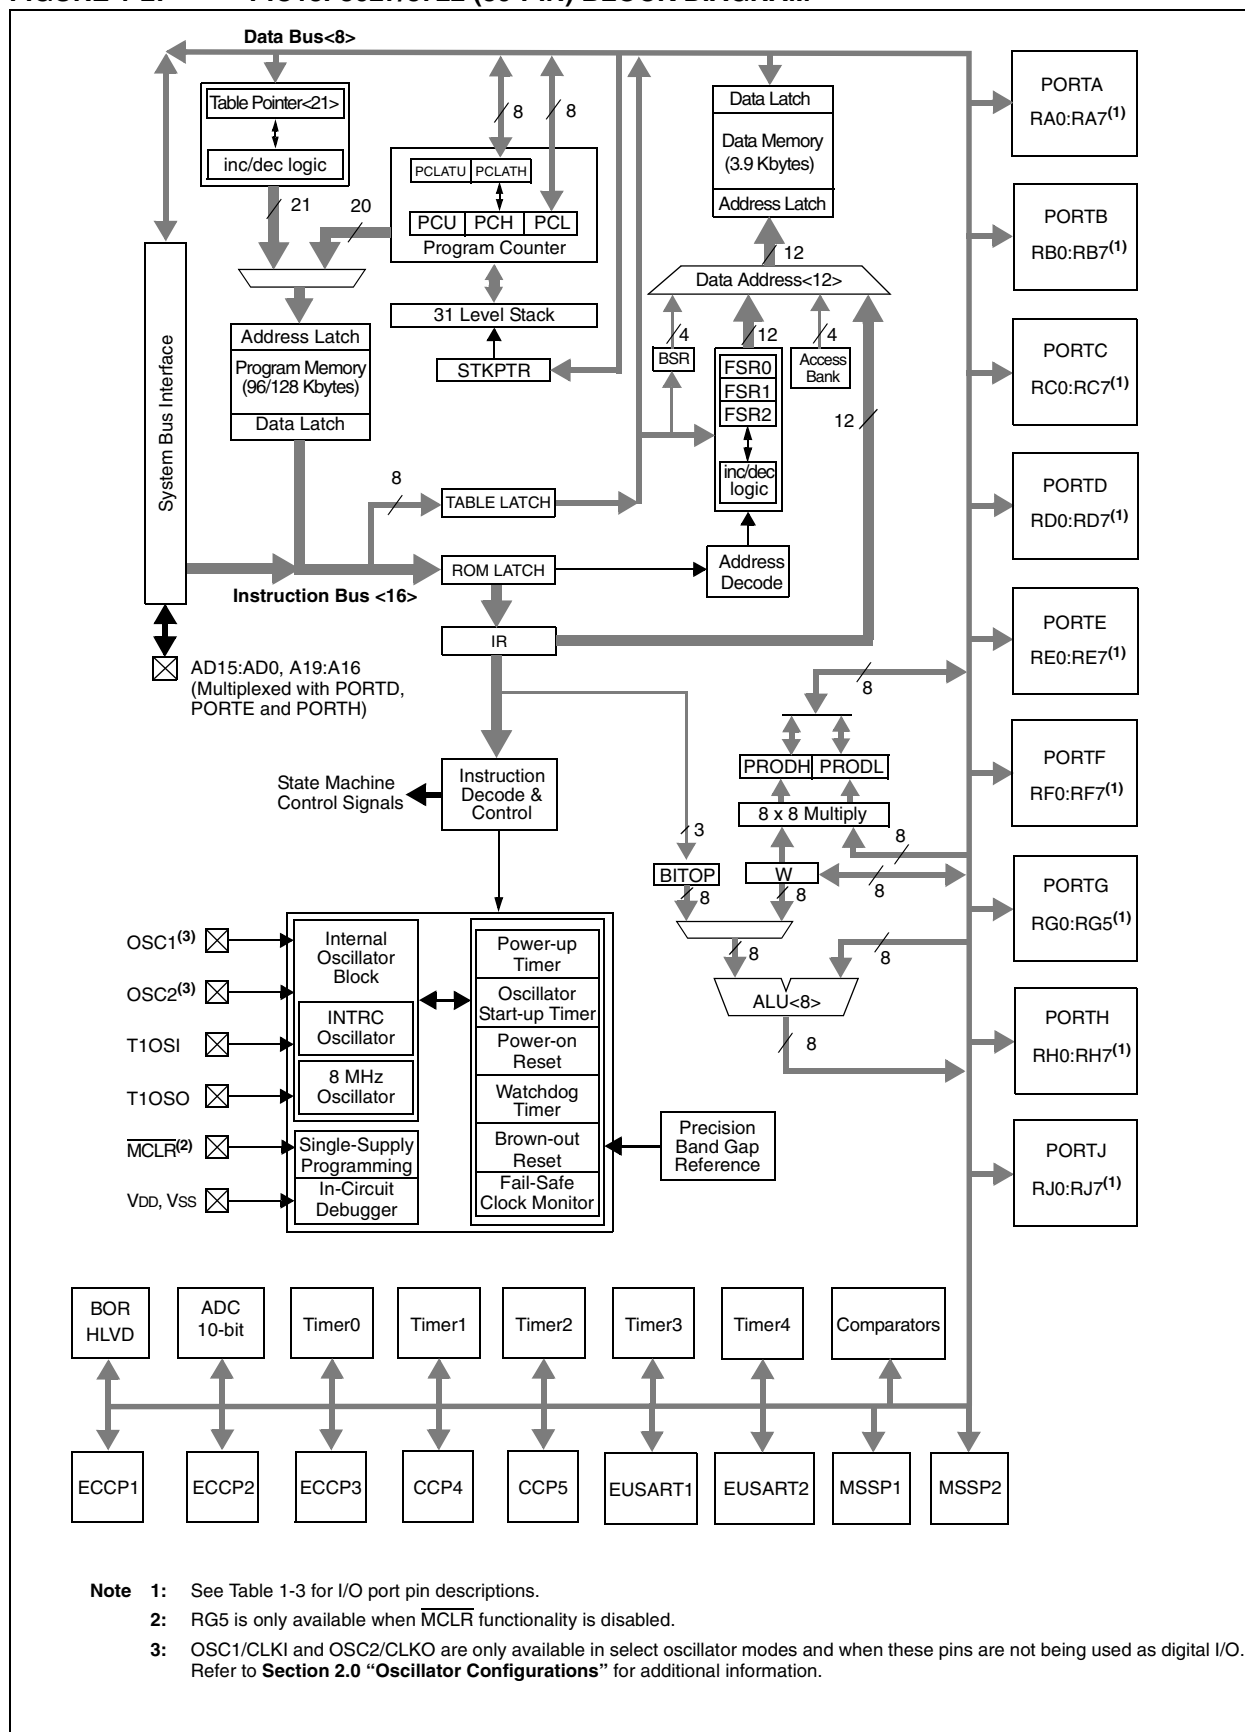 Data Bus<8>
Table Pointer<21>
inc/dec logic
21
20
8
8
PCLATU PCLATH
PCU PCH PCL
Program Counter
31 Level Stack
STKPTR
Data Latch
Data Memory
(3.9 Kbytes)
Address Latch
12
Data Address<12>
4
12
4
BSR
FSR0
FSR1
FSR2
inc/dec
logic
Access
Bank
12
System Bus Interface
Address Latch
Program Memory
(96/128 Kbytes)
Data Latch
8
TABLE LATCH
ROM LATCH
Instruction Bus <16>
IR
Address
Decode
AD15:AD0, A19:A16
(Multiplexed with PORTD,
PORTE and PORTH)
State Machine
Control Signals
Instruction
Decode &
Control
8
PRODH PRODL
8 x 8 Multiply
3
8
BITOP
W
8
8
8
8
8
ALU<8>
8
OSC1(3)
OSC2(3)
T1OSI
T1OSO
MCLR(2)
VDD, VSS
Internal
Oscillator
Block
INTRC
Oscillator
8 MHz
Oscillator
Single-Supply
Programming
In-Circuit
Debugger
Power-up
Timer
Oscillator
Start-up Timer
Power-on
Reset
Watchdog
Timer
Brown-out
Reset
Fail-Safe
Clock Monitor
Precision
Band Gap
Reference
PORTA
RA0:RA7(1)
PORTB
RB0:RB7(1)
PORTC
RC0:RC7(1)
PORTD
RD0:RD7(1)
PORTE
RE0:RE7(1)
PORTF
RF0:RF7(1)
PORTG
RG0:RG5(1)
PORTH
RH0:RH7(1)
PORTJ
RJ0:RJ7(1)
BOR
HLVD
ADC
10-bit
Timer0
Timer1
Timer2
Timer3
Timer4
Comparators
ECCP1
ECCP2
ECCP3
CCP4
CCP5
EUSART1
EUSART2
MSSP1
MSSP2
Note 1: See Table 1-3 for I/O port pin descriptions.
2: RG5 is only available when MCLR functionality is disabled.
3: OSC1/CLKI and OSC2/CLKO are only available in select oscillator modes and when these pins are not being used as digital I/O.
Refer to Section 2.0 “Oscillator Configurations” for additional information.